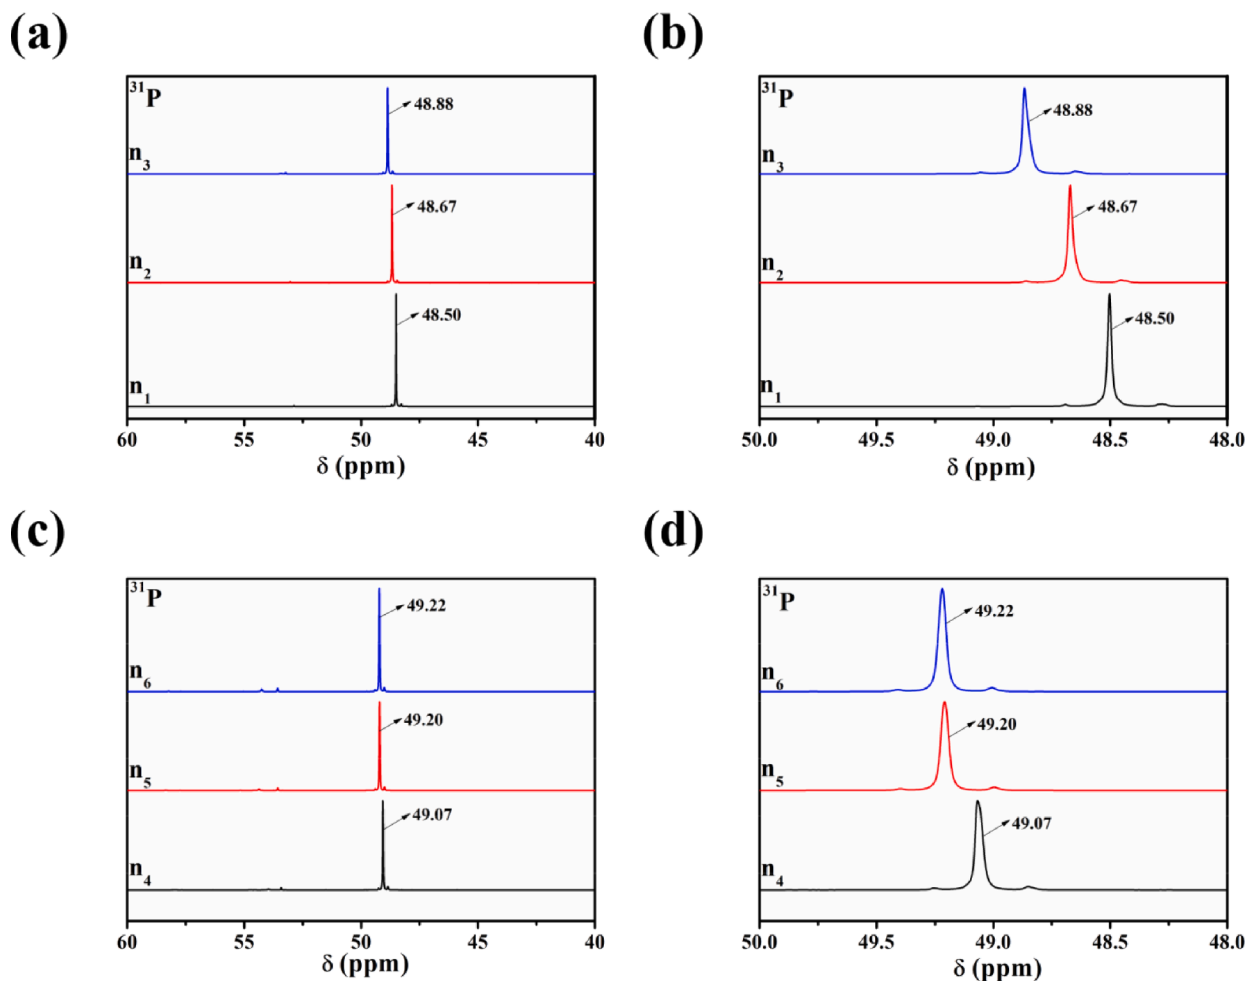 (a)
³¹P
48.88
n₃
48.67
n₂
48.50
n₁
60 55 50 45 40
δ (ppm)
(b)
³¹P
48.88
n₃
48.67
n₂
48.50
n₁
50.0 49.5 49.0 48.5 48.0
δ (ppm)
(c)
³¹P
49.22
n₆
49.20
n₅
49.07
n₄
60 55 50 45 40
δ (ppm)
(d)
³¹P
49.22
n₆
49.20
n₅
49.07
n₄
50.0 49.5 49.0 48.5 48.0
δ (ppm)